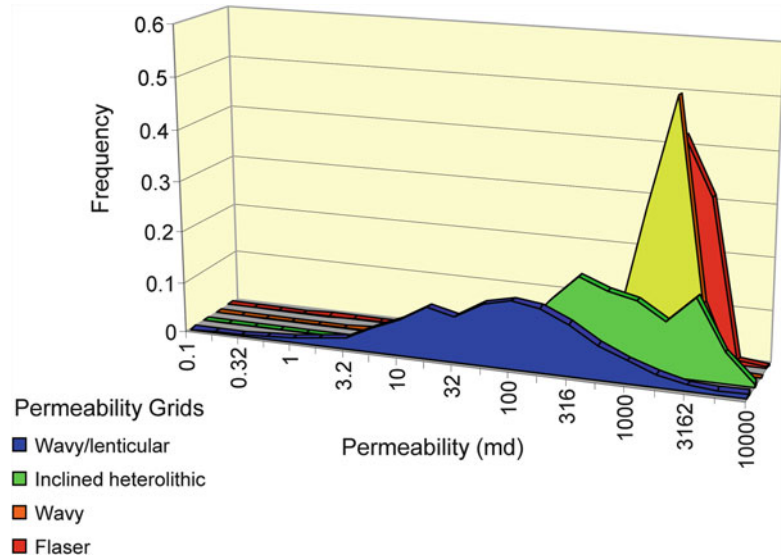 0.6
0.5
0.4
0.3
0.2
0.1
0
Frequency
0.1
0.32
1
3.2
10
32
100
316
1000
3162
10000
Permeability (md)
Permeability Grids
Wavy/lenticular
Inclined heterolithic
Wavy
Flaser